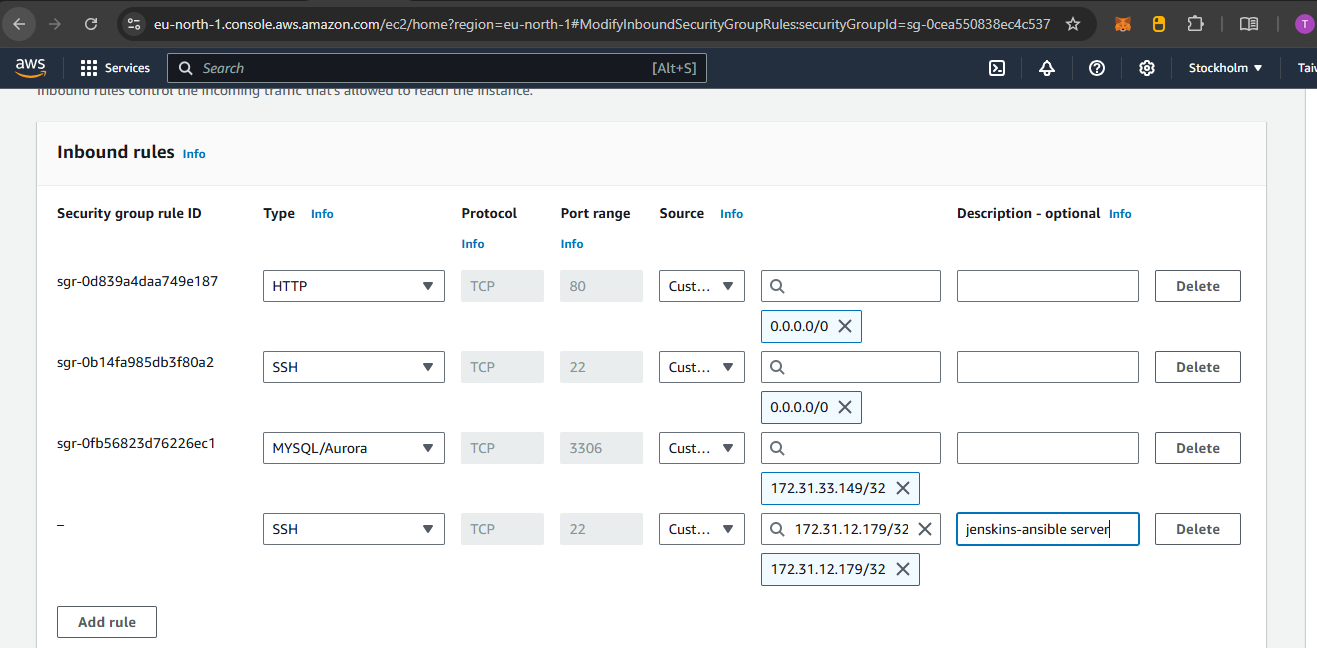 eu-north-1.console.aws.amazon.com/ec2/home?region=eu-north-1#ModifyInboundSecurityGroupRules:securityGroupId=sg-0cea550838ec4c537
T
aws Services Search [Alt+S] Stockholm Taiv
Inbound rules control the incoming traffic that's allowed to reach the instance.
Inbound rules Info
Security group rule ID Type Info Protocol Port range Source Info Description - optional Info
Info Info
sgr-0d839a4daa749e187 HTTP TCP 80 Cust... Delete
0.0.0.0/0
sgr-0b14fa985db3f80a2 SSH TCP 22 Cust... Delete
0.0.0.0/0
sgr-0fb56823d76226ec1 MYSQL/Aurora TCP 3306 Cust... Delete
172.31.33.149/32
– SSH TCP 22 Cust... 172.31.12.179/32 jenskins-ansible server Delete
172.31.12.179/32
Add rule